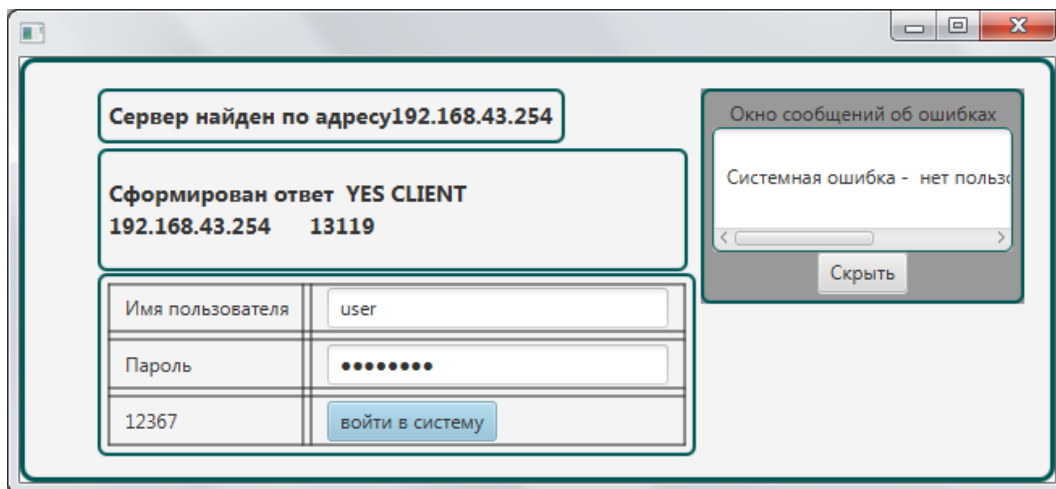 Сервер найден по адресу192.168.43.254
Сформирован ответ YES CLIENT
192.168.43.254 13119
Имя пользователя user
Пароль ●●●●●●●●
12367 войти в систему
Окно сообщений об ошибках
Системная ошибка - нет
Скрыть